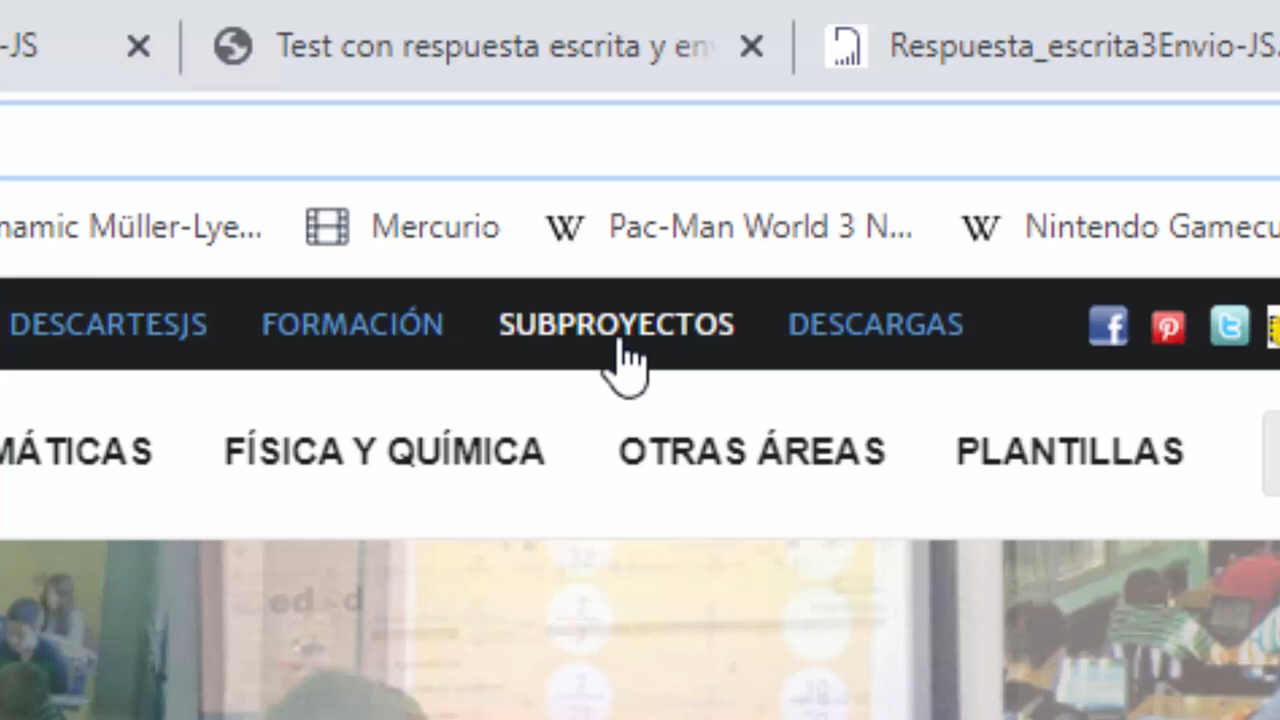 -JS Test con respuesta escrita y en Respuesta_escrita3Envio-JS
namic Müller-Lye... Mercurio Pac-Man World 3 N... Nintendo Gamecu
DESCARTESJS FORMACIÓN SUBPROYECTOS DESCARGAS
MÁTICAS FÍSICA Y QUÍMICA OTRAS ÁREAS PLANTILLAS